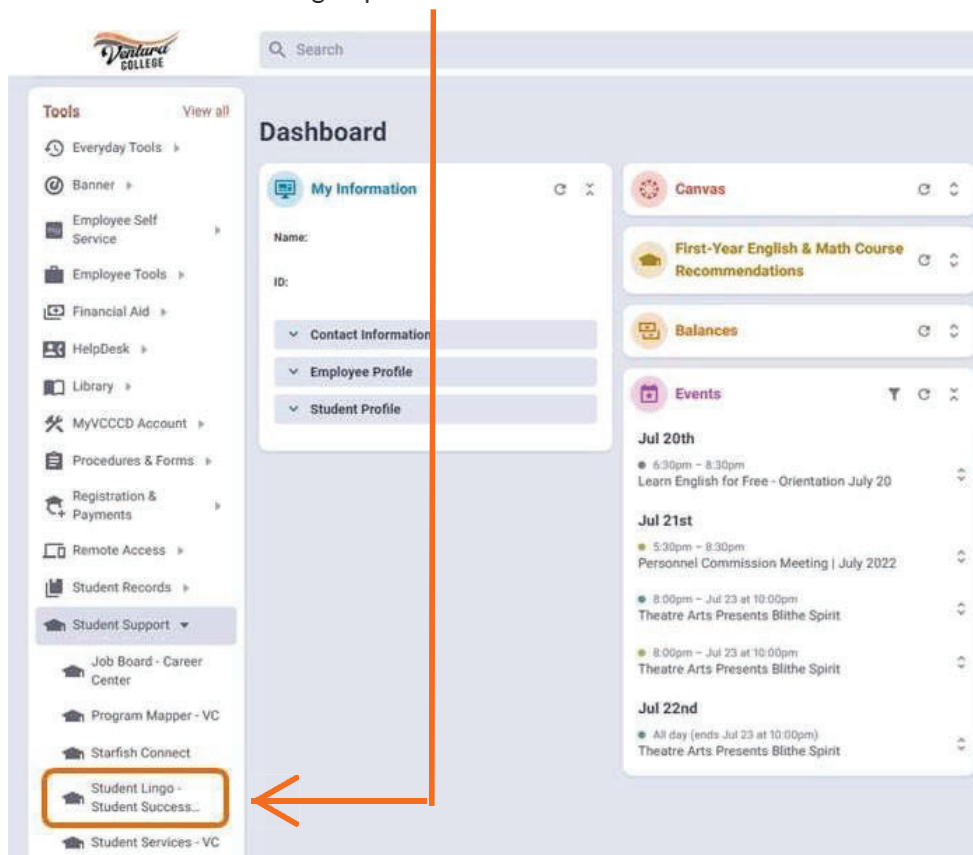 Ventura
COLLEGE
Search
Tools
View all
Everyday Tools
Banner
Employee Self
Service
Employee Tools
Financial Aid
HelpDesk
Library
MyVCCCD Account
Procedures & Forms
Registration &
Payments
Remote Access
Student Records
Student Support
Job Board - Career
Center
Program Mapper - VC
Starfish Connect
Student Lingo -
Student Success...
Student Services - VC
Dashboard
My Information
Name:
ID:
Contact Information
Employee Profile
Student Profile
Canvas
First-Year English & Math Course
Recommendations
Balances
Events
Jul 20th
6:30pm – 8:30pm
Learn English for Free - Orientation July 20
Jul 21st
5:30pm – 8:30pm
Personnel Commission Meeting | July 2022
8:00pm – Jul 23 at 10:00pm
Theatre Arts Presents Blithe Spirit
8:00pm – Jul 23 at 10:00pm
Theatre Arts Presents Blithe Spirit
Jul 22nd
All day (ends Jul 23 at 10:00pm)
Theatre Arts Presents Blithe Spirit